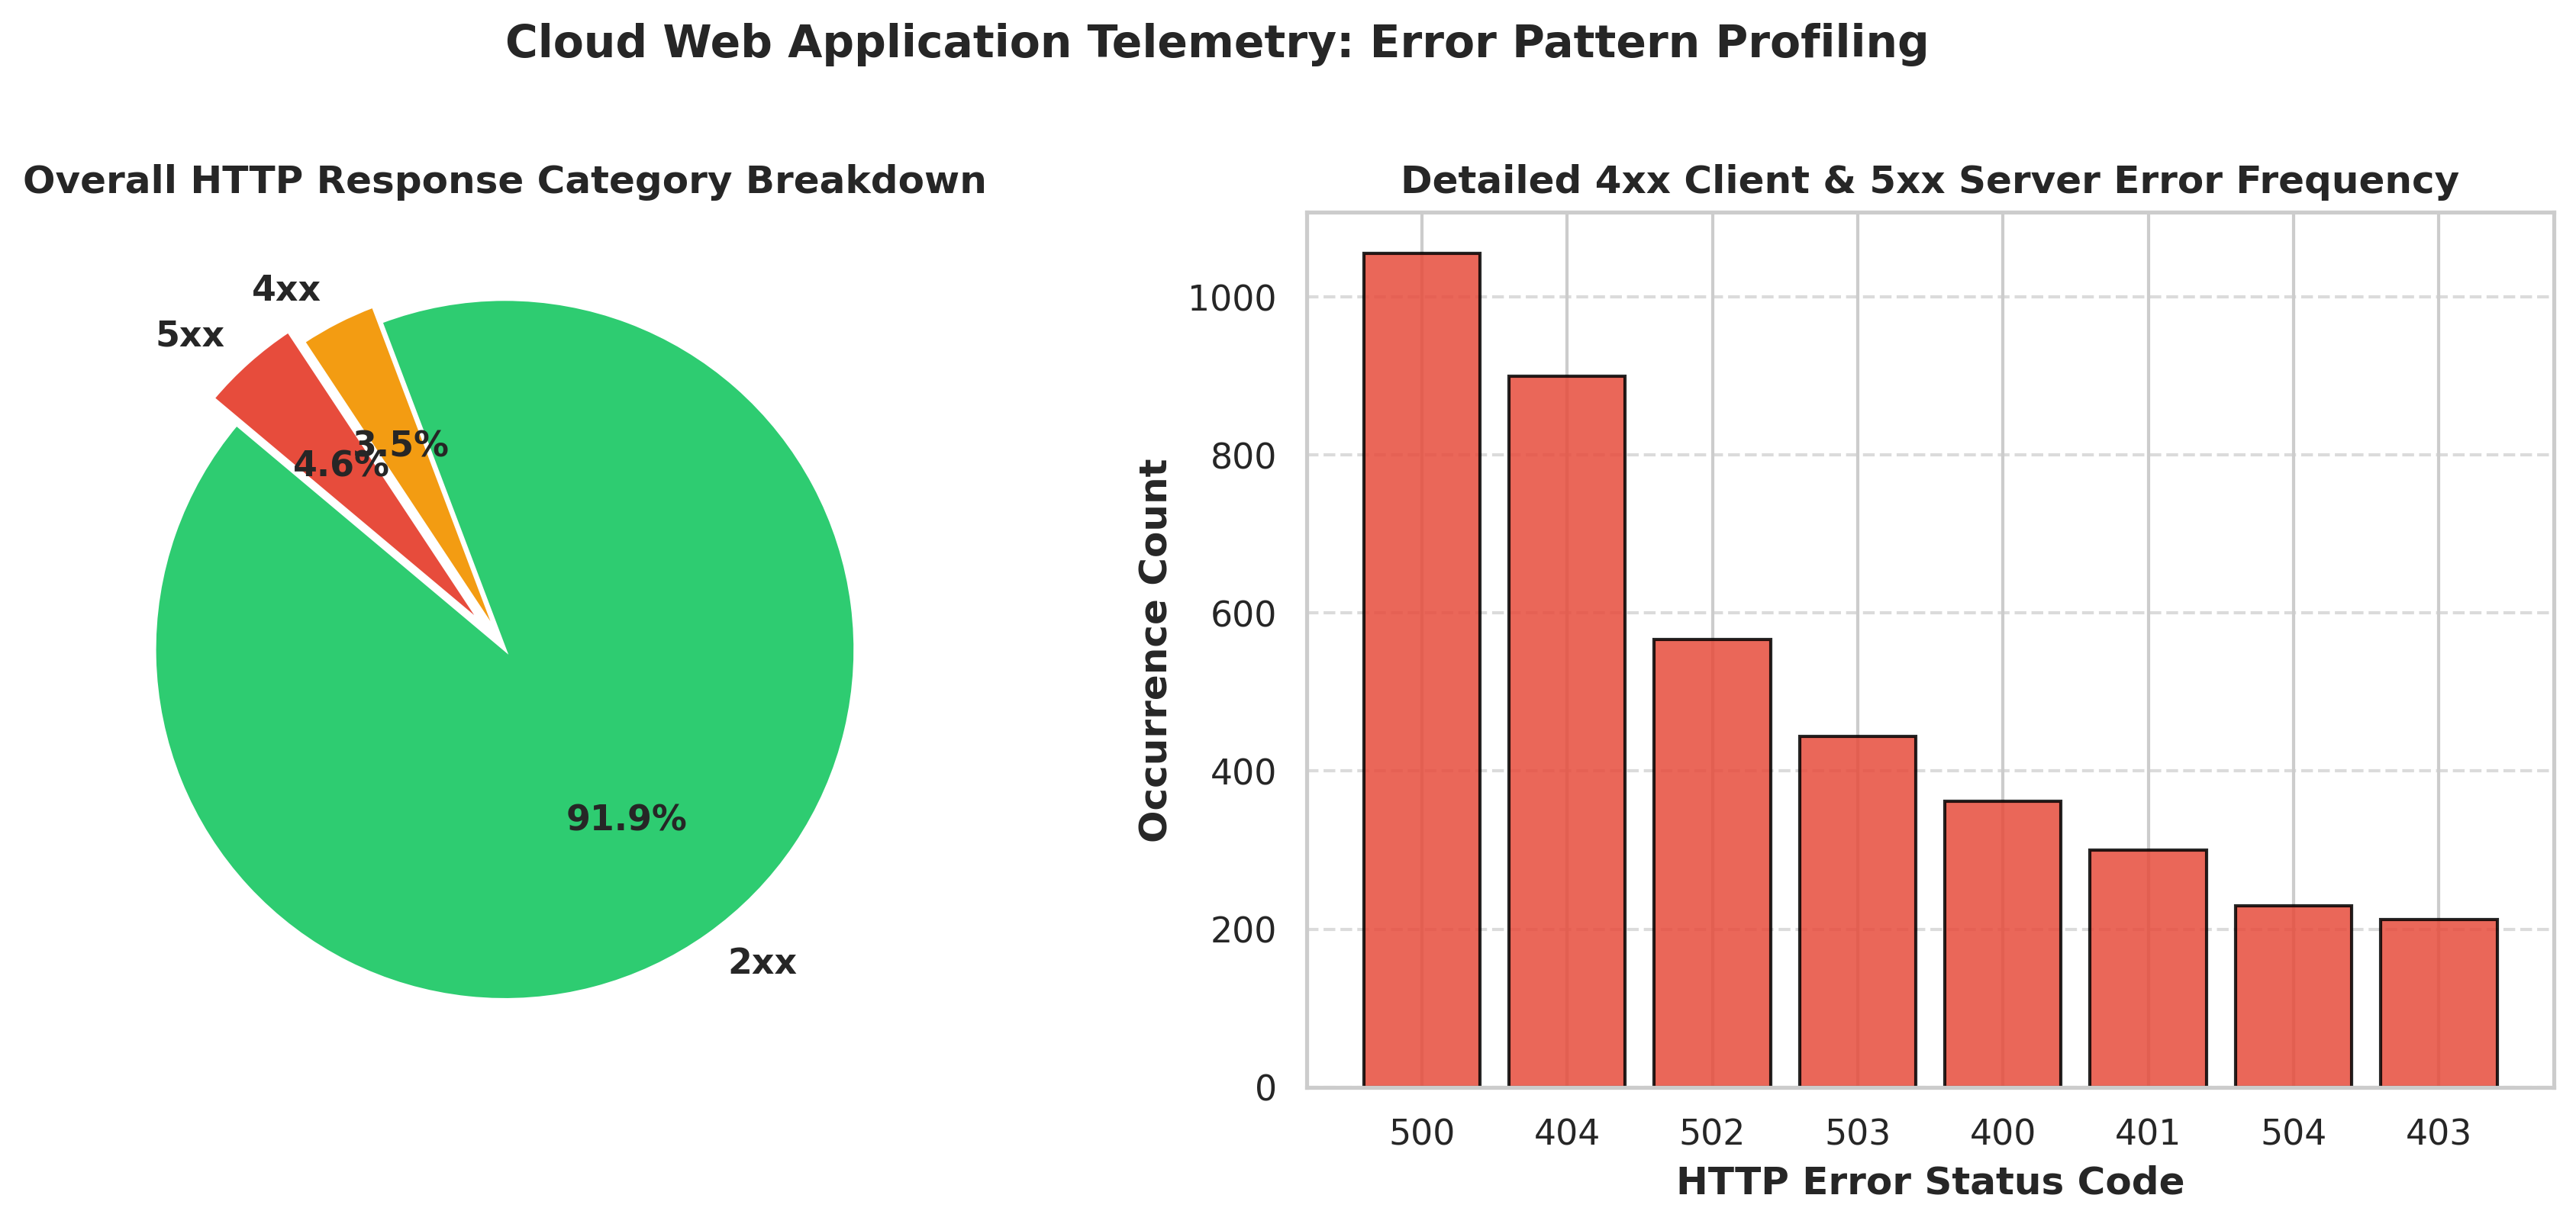 Cloud Web Application Telemetry: Error Pattern Profiling
Overall HTTP Response Category Breakdown
4xx
5xx
3.5%
4.6%
91.9%
2xx
Detailed 4xx Client & 5xx Server Error Frequency
Occurrence Count
1000
800
600
400
200
0
500 404 502 503 400 401 504 403
HTTP Error Status Code